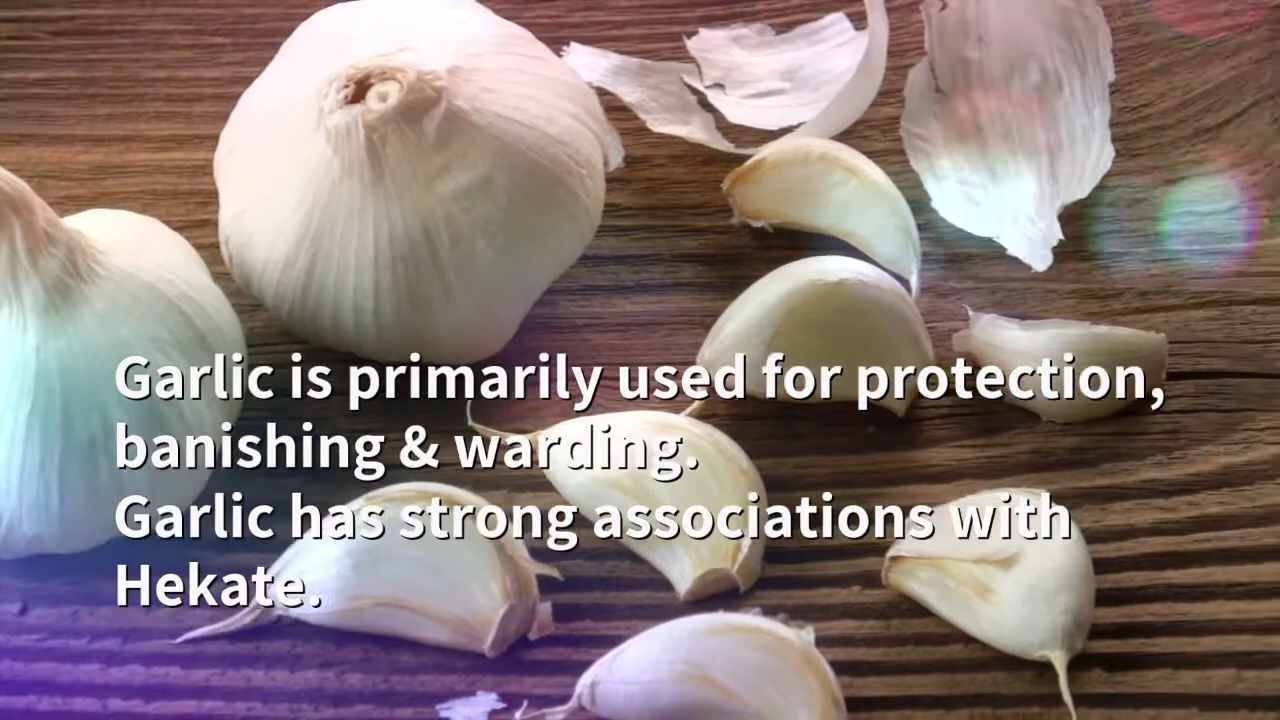 Garlic is primarily used for protection,
banishing & warding.
Garlic has strong associations with
Hekate.